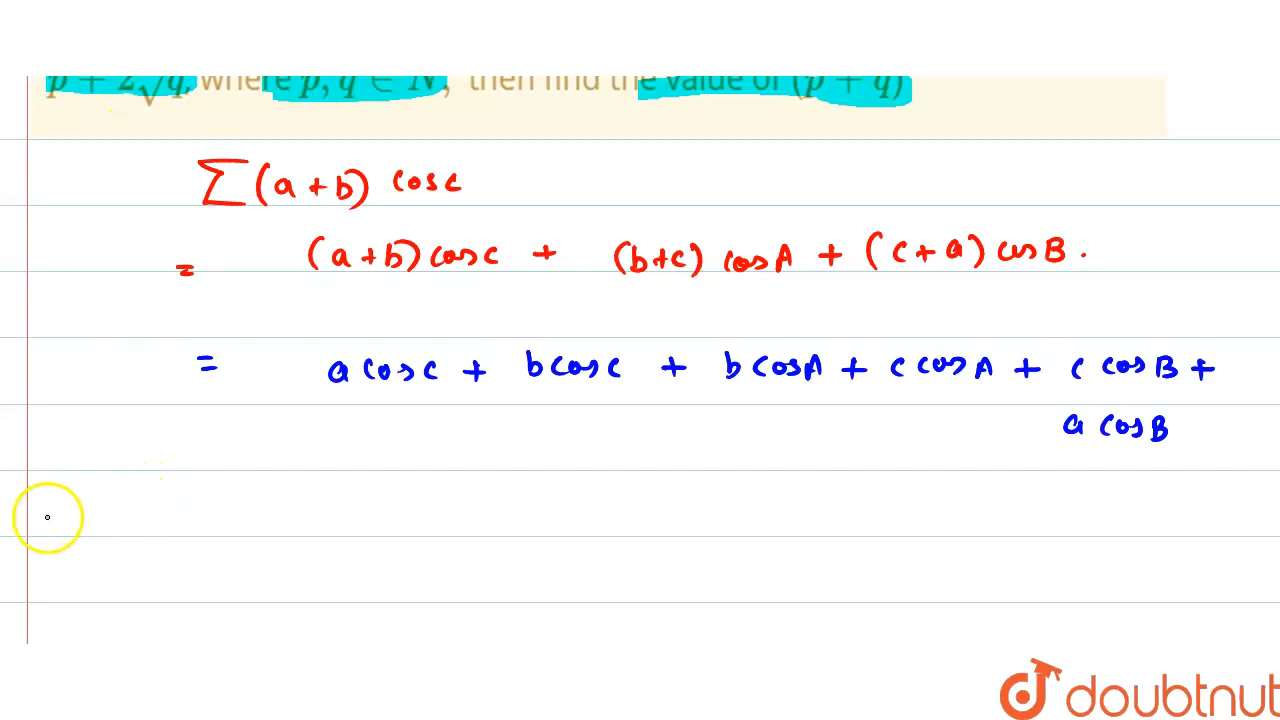 p + 2√q, where p, q ∈ N, then find the value of (p + q)
∑(a+b) cosc
= (a+b) cosc + (b+c) cosA + (c+a) cosB.
= a cosc + b cosc + b cosA + c cosA + c cosB +
a cosB
doubtnut